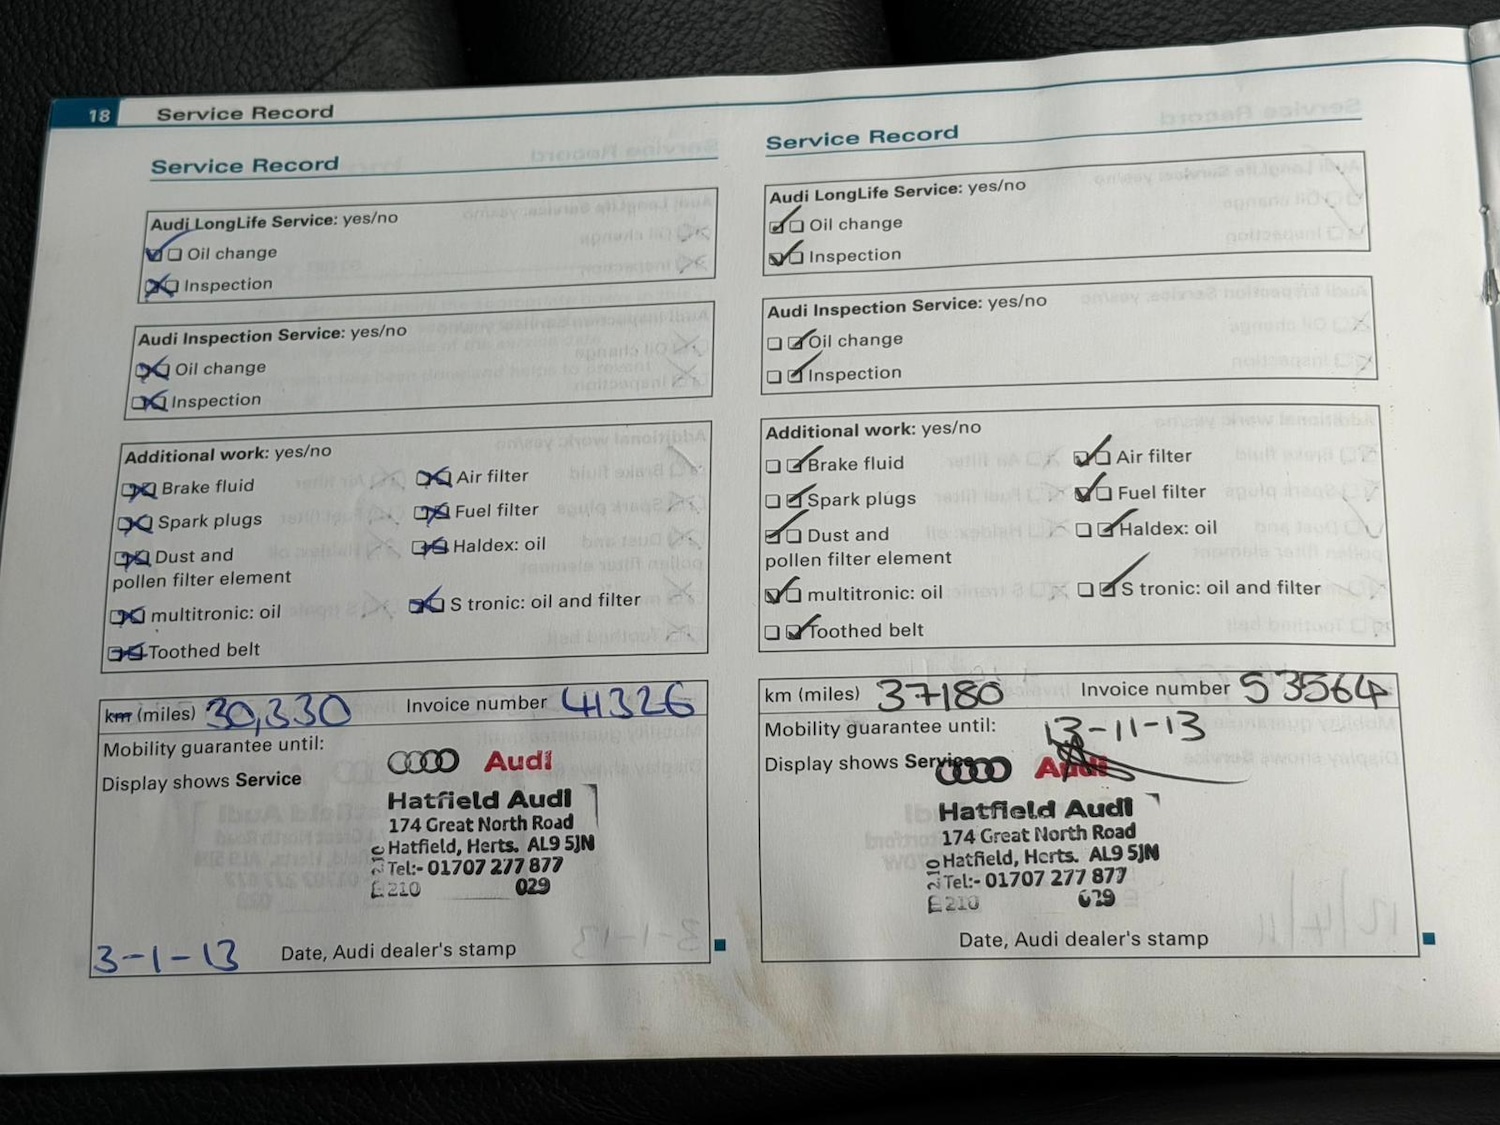 18 Service Record
Service Record
Audi LongLife Service: yes/no
Oil change
Inspection
Audi Inspection Service: yes/no
Oil change
Inspection
Additional work: yes/no
Brake fluid
Air filter
Spark plugs
Fuel filter
Dust and
pollen filter element
Haldex: oil
multitronic: oil
S tronic: oil and filter
Toothed belt
km (miles) 30,330 Invoice number 41326
Mobility guarantee until:
Display shows Service
Audi
Hatfield Audi
174 Great North Road
Hatfield, Herts. AL9 5JN
Tel:- 01707 277 877
210 029
3-1-13 Date, Audi dealer's stamp
Service Record
Audi LongLife Service: yes/no
Oil change
Inspection
Audi Inspection Service: yes/no
Oil change
Inspection
Additional work: yes/no
Brake fluid
Air filter
Spark plugs
Fuel filter
Dust and
pollen filter element
Haldex: oil
multitronic: oil
S tronic: oil and filter
Toothed belt
km (miles) 37180 Invoice number 53564
Mobility guarantee until: 13-11-13
Display shows Service
Audi
Hatfield Audi
174 Great North Road
Hatfield, Herts. AL9 5JN
Tel:- 01707 277 877
210 029
Date, Audi dealer's stamp